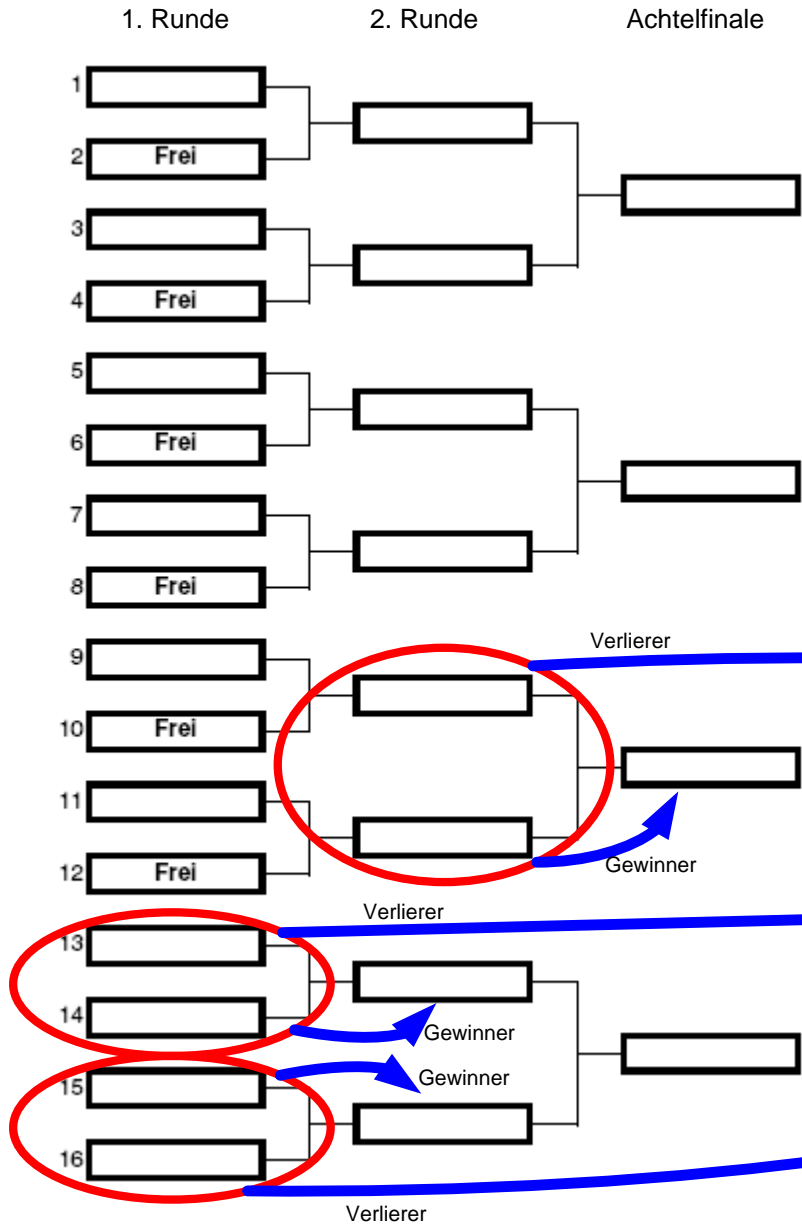 1. Runde 2. Runde Achtelfinale
1
2 Frei
3
4 Frei
5
6 Frei
7
8 Frei
Verlierer
9
10 Frei
11
Gewinner
12 Frei
Verlierer
13
14
Gewinner
Gewinner
15
16
Verlierer